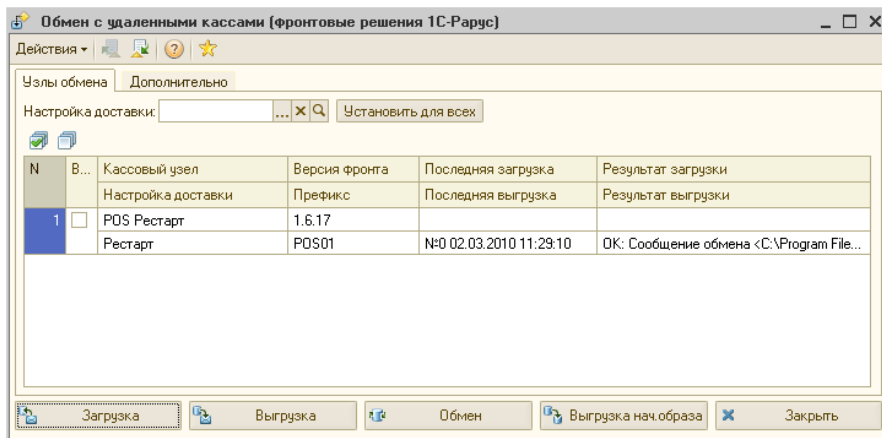 Обмен с удаленными кассами (фронтовые решения 1С-Рарус)
Действия
Узлы обмена Дополнительно
Настройка доставки: ... Установить для всех
N В... Кассовый узел Версия фронта Последняя загрузка Результат загрузки
Настройка доставки Префикс Последняя выгрузка Результат выгрузки
1 POS Рестарт 1.6.17
Рестарт POS01 №0 02.03.2010 11:29:10 ОК: Сообщение обмена <C:\Program File...
Загрузка Выгрузка Обмен Выгрузка нач.образа Закрыть